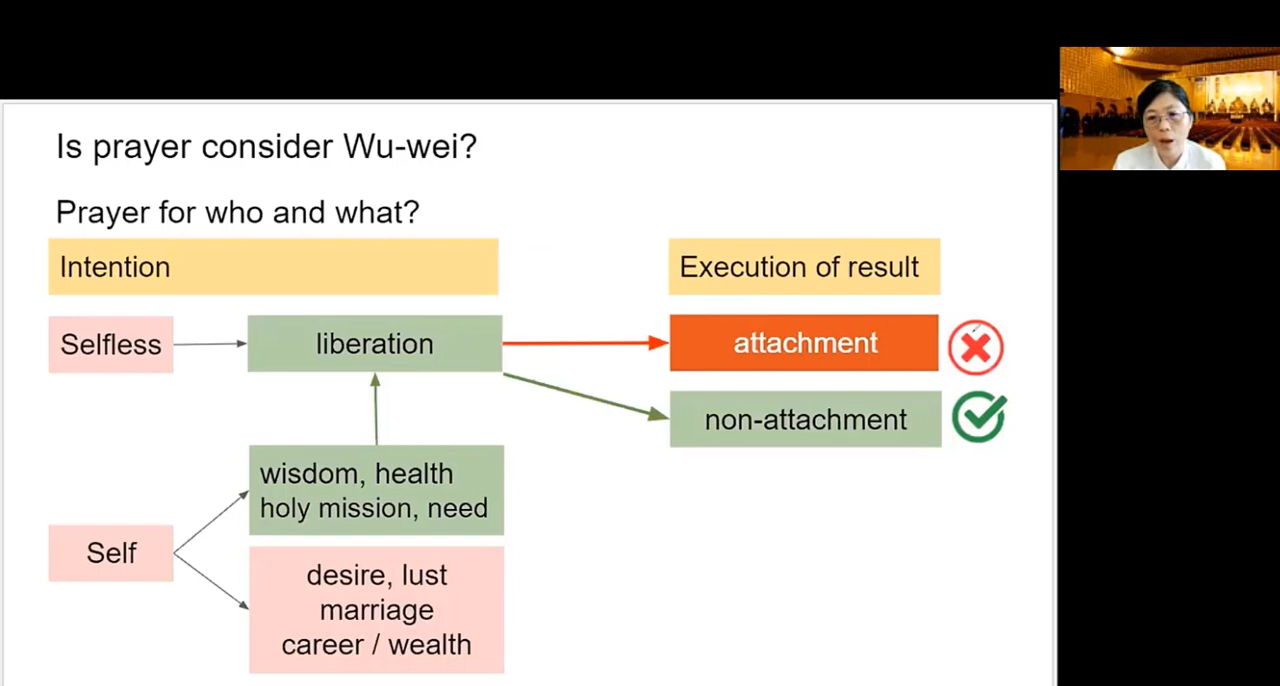 Is prayer consider Wu-wei?
Prayer for who and what?
Intention
Execution of result
Selfless
liberation
attachment
non-attachment
wisdom, health
holy mission, need
Self
desire, lust
marriage
career / wealth